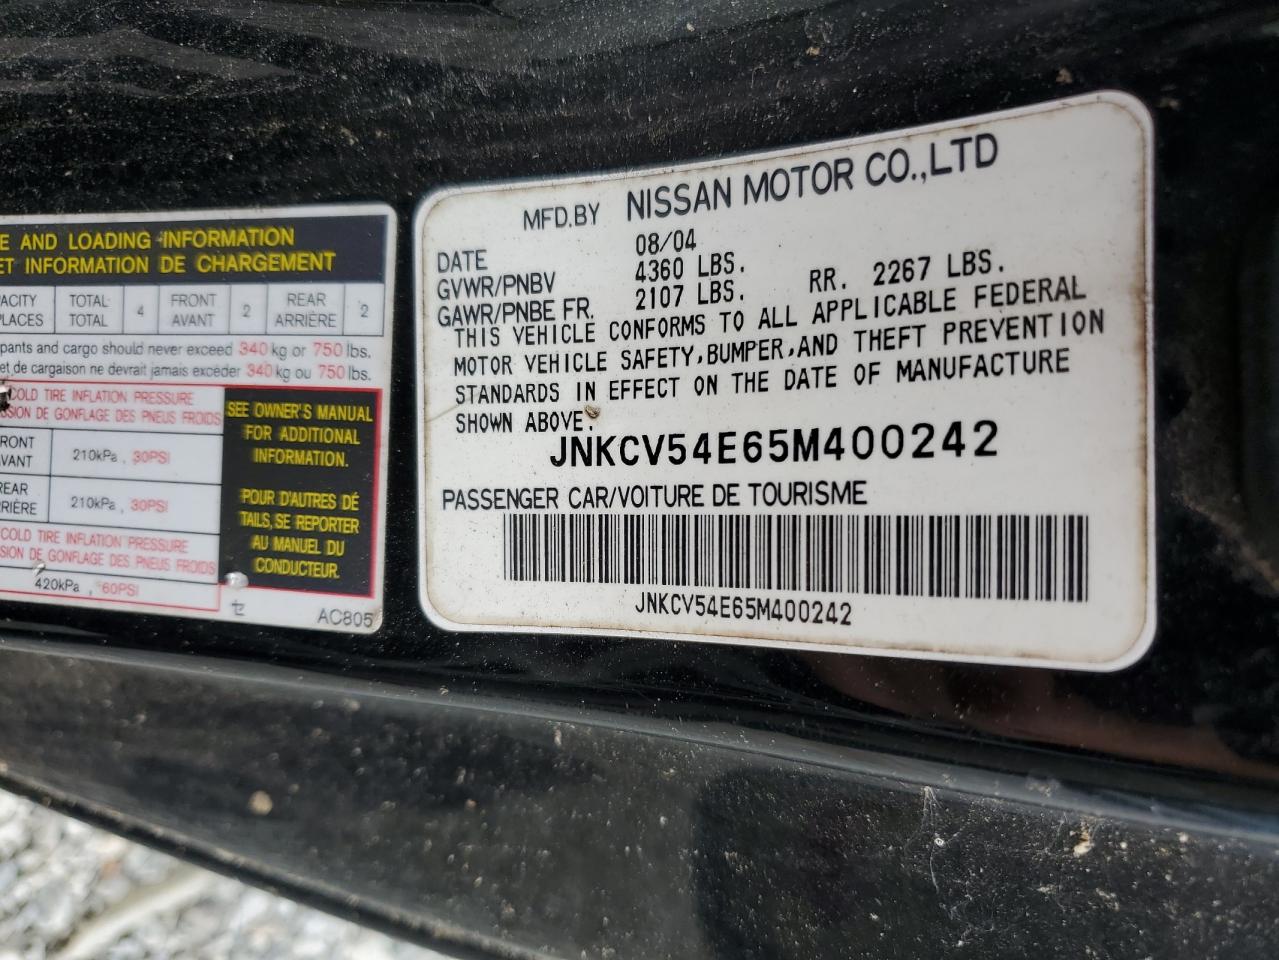 E AND LOADING INFORMATION
ET INFORMATION DE CHARGEMENT
ACITY TOTAL 4 FRONT 2 REAR 2
PLACES TOTAL AVANT ARRIÈRE
pants and cargo should never exceed 340 kg or 750 lbs.
et de cargaison ne devrait jamais excéder 340 kg ou 750 lbs.
COLD TIRE INFLATION PRESSURE
SION DE GONFLAGE DES PNEUS FROIDS
FRONT
AVANT
210kPa , 30PSI
REAR
RRIÈRE
210kPa , 30PSI
COLD TIRE INFLATION PRESSURE
SION DE GONFLAGE DES PNEUS FROIDS
420kPa , 60PSI
SEE OWNER'S MANUAL
FOR ADDITIONAL
INFORMATION.
POUR D'AUTRES DÉ
TAILS, SE REPORTER
AU MANUEL DU
CONDUCTEUR.
セ AC805
MFD.BY NISSAN MOTOR CO.,LTD
DATE 08/04
GVWR/PNBV 4360 LBS.
GAWR/PNBE FR. 2107 LBS. RR. 2267 LBS.
THIS VEHICLE CONFORMS TO ALL APPLICABLE FEDERAL
MOTOR VEHICLE SAFETY,BUMPER,AND THEFT PREVENTION
STANDARDS IN EFFECT ON THE DATE OF MANUFACTURE
SHOWN ABOVE.
JNKCV54E65M400242
PASSENGER CAR/VOITURE DE TOURISME
JNKCV54E65M400242